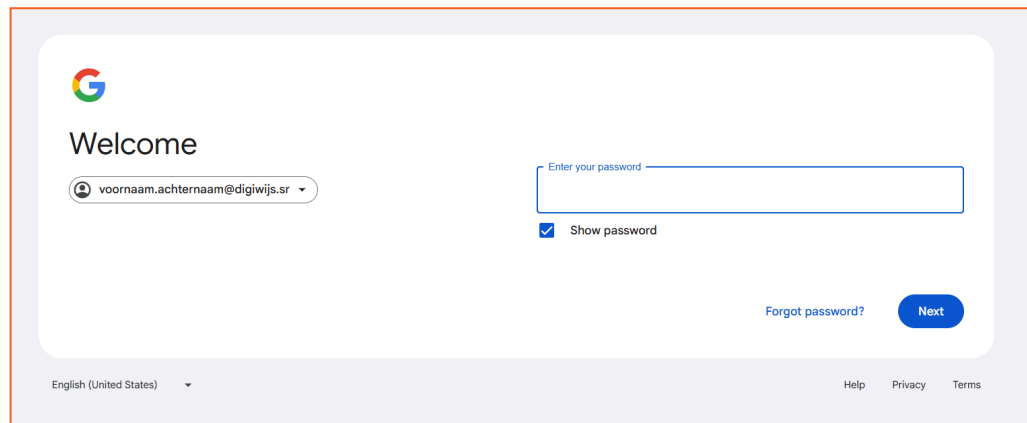 Welcome
voornaam.achternaam@digiwijs.sr
Enter your password
Show password
Forgot password?
Next
English (United States)
Help Privacy Terms